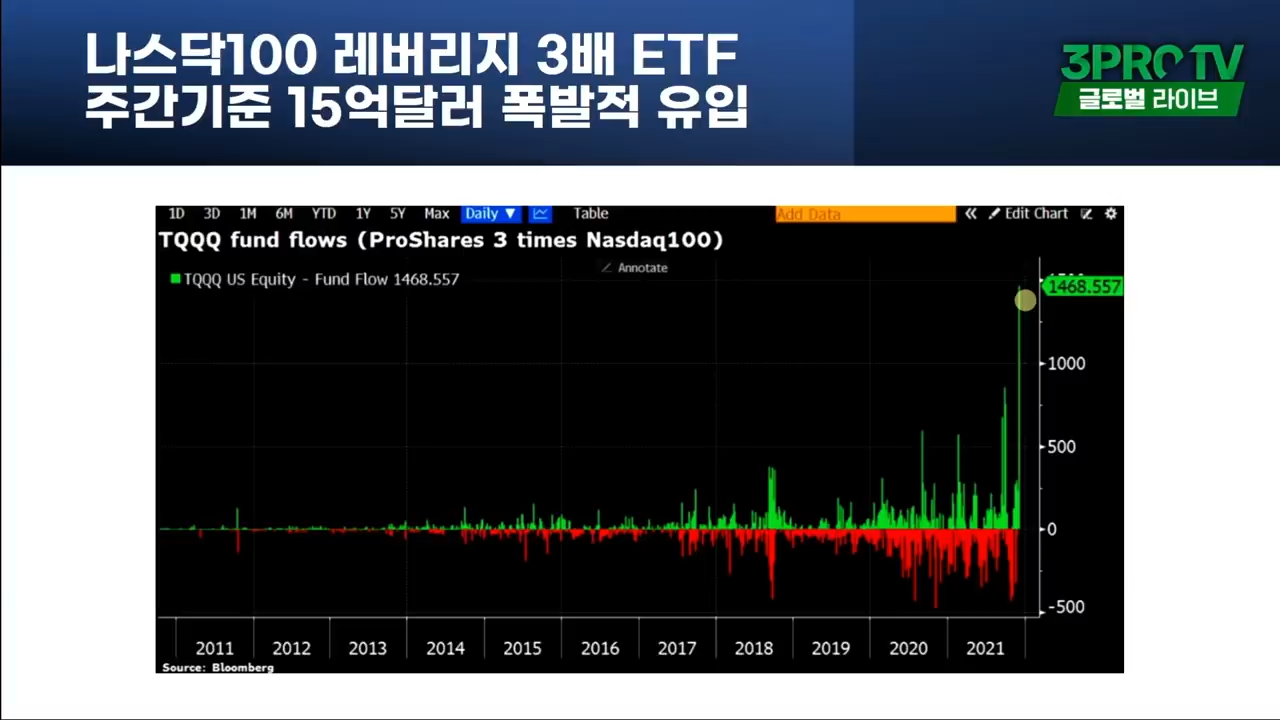 나스닥100 레버리지 3배 ETF
주간기준 15억달러 폭발적 유입
3PRO TV
글로벌 라이브
1D 3D 1M 6M YTD 1Y 5Y Max Daily ▼ Table Add Data « Edit Chart
TQQQ fund flows (ProShares 3 times Nasdaq100)
Annotate
TQQQ US Equity - Fund Flow 1468.557
1468.557
1000
500
0
-500
2011 2012 2013 2014 2015 2016 2017 2018 2019 2020 2021
Source: Bloomberg